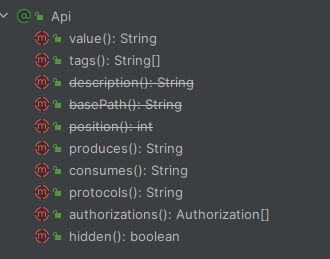 Api
value(): String
tags(): String[]
description(): String
basePath(): String
position(): int
produces(): String
consumes(): String
protocols(): String
authorizations(): Authorization[]
hidden(): boolean